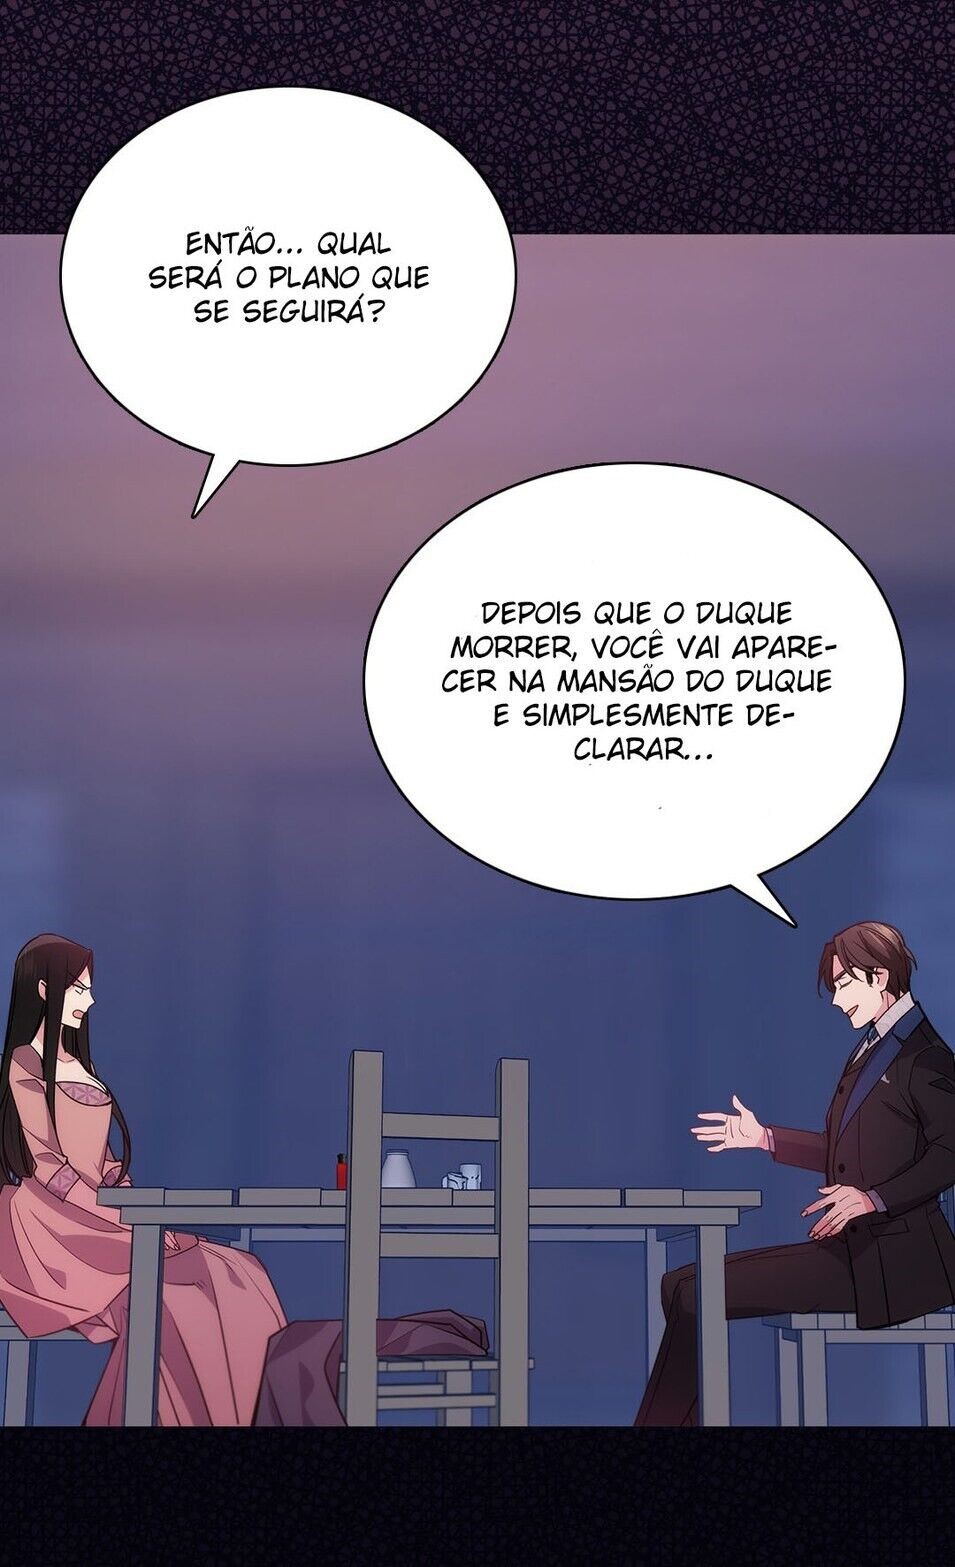 ENTÃO... QUAL
SERÁ O PLANO QUE
SE SEGUIRÁ?
DEPOIS QUE O DUQUE
MORRER, VOCÊ VAI APARE-
CER NA MANSÃO DO DUQUE
E SIMPLESMENTE DE-
CLARAR...